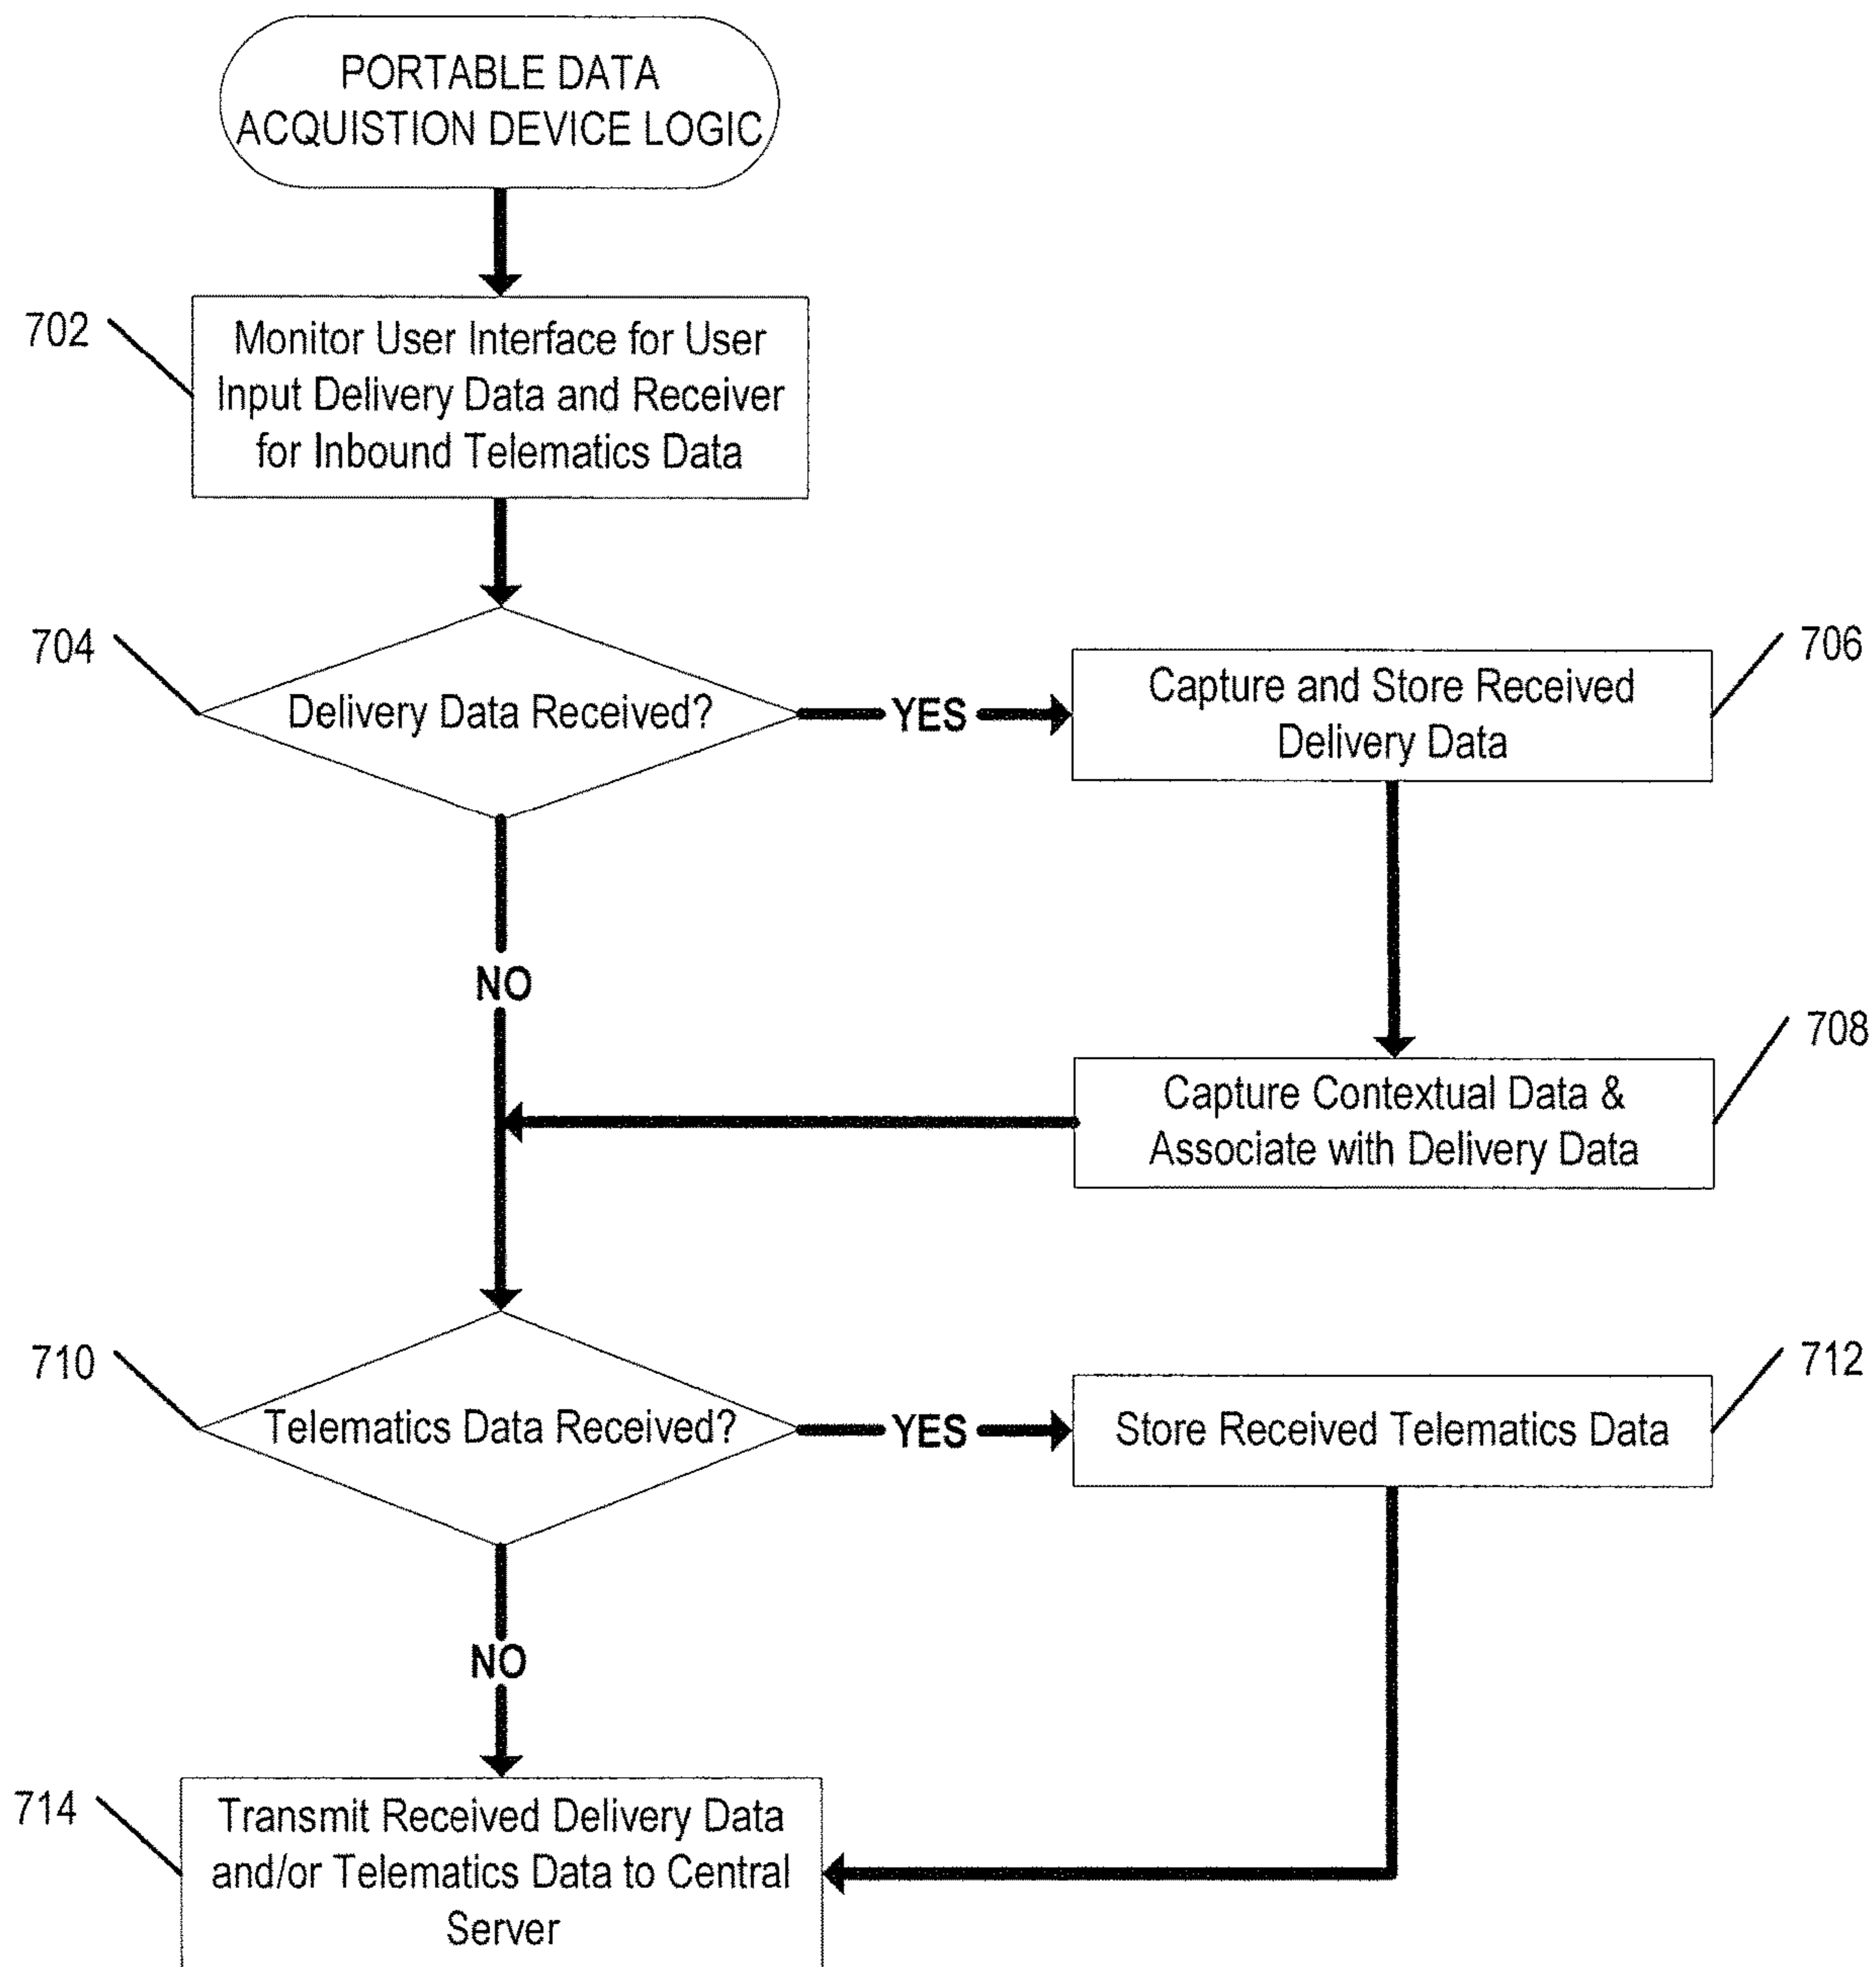 PORTABLE DATA
ACQUISTION DEVICE LOGIC
702
Monitor User Interface for User
Input Delivery Data and Receiver
for Inbound Telematics Data
704
Delivery Data Received?
YES
Capture and Store Received
Delivery Data
706
NO
Capture Contextual Data &
Associate with Delivery Data
708
710
Telematics Data Received?
YES
Store Received Telematics Data
712
NO
714
Transmit Received Delivery Data
and/or Telematics Data to Central
Server